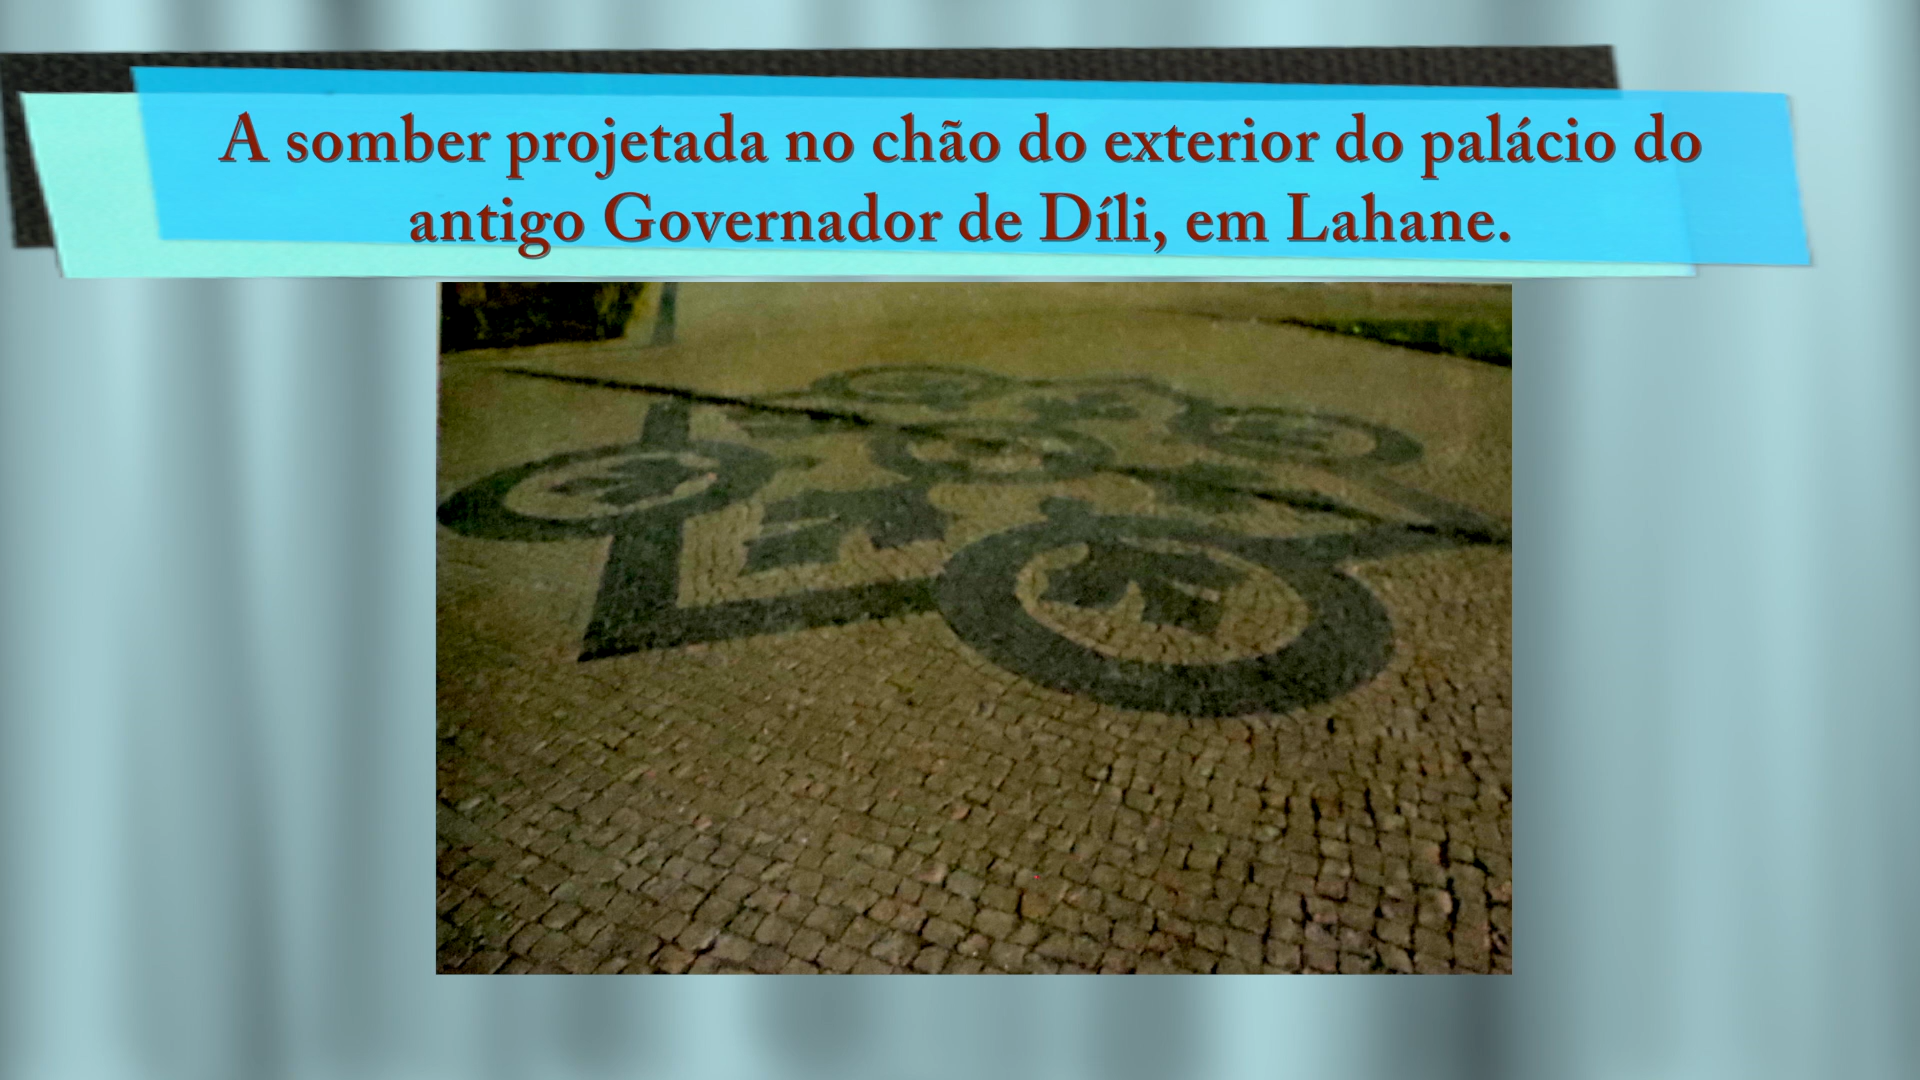 A somber projetada no chão do exterior do palácio do
antigo Governador de Díli, em Lahane.